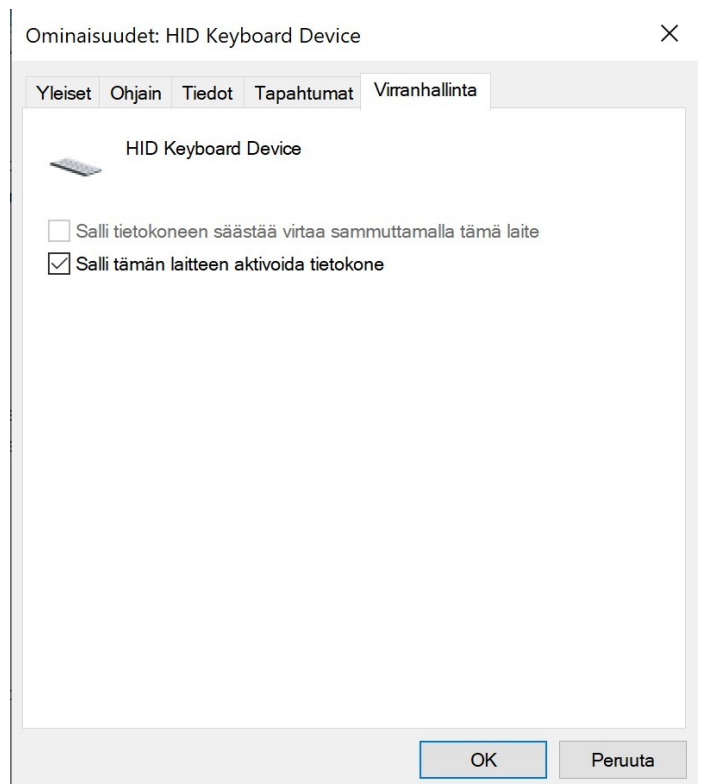 Ominaisuudet: HID Keyboard Device
Yleiset Ohjain Tiedot Tapahtumat Virranhallinta
HID Keyboard Device
Salli tietokoneen säästää virtaa sammuttamalla tämä laite
Salli tämän laitteen aktivoida tietokone
OK Peruuta